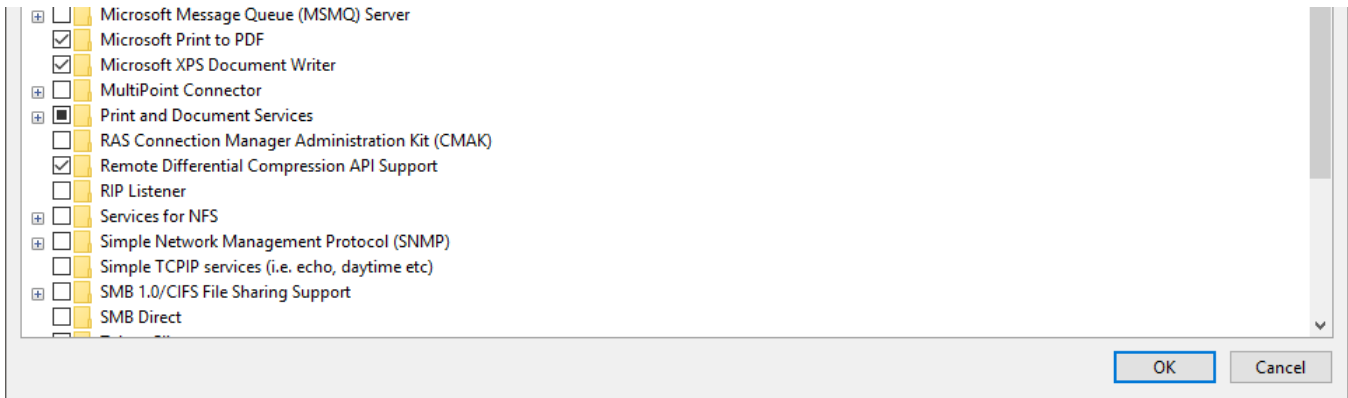 Microsoft Message Queue (MSMQ) Server
Microsoft Print to PDF
Microsoft XPS Document Writer
MultiPoint Connector
Print and Document Services
RAS Connection Manager Administration Kit (CMAK)
Remote Differential Compression API Support
RIP Listener
Services for NFS
Simple Network Management Protocol (SNMP)
Simple TCPIP services (i.e. echo, daytime etc)
SMB 1.0/CIFS File Sharing Support
SMB Direct
OK Cancel